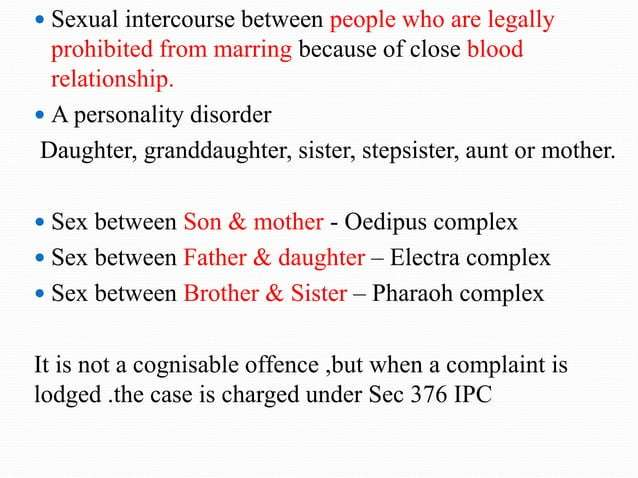 • Sexual intercourse between people who are legally
prohibited from marring because of close blood
relationship.
• A personality disorder
Daughter, granddaughter, sister, stepsister, aunt or mother.
• Sex between Son & mother - Oedipus complex
• Sex between Father & daughter – Electra complex
• Sex between Brother & Sister – Pharaoh complex
It is not a cognisable offence ,but when a complaint is
lodged .the case is charged under Sec 376 IPC